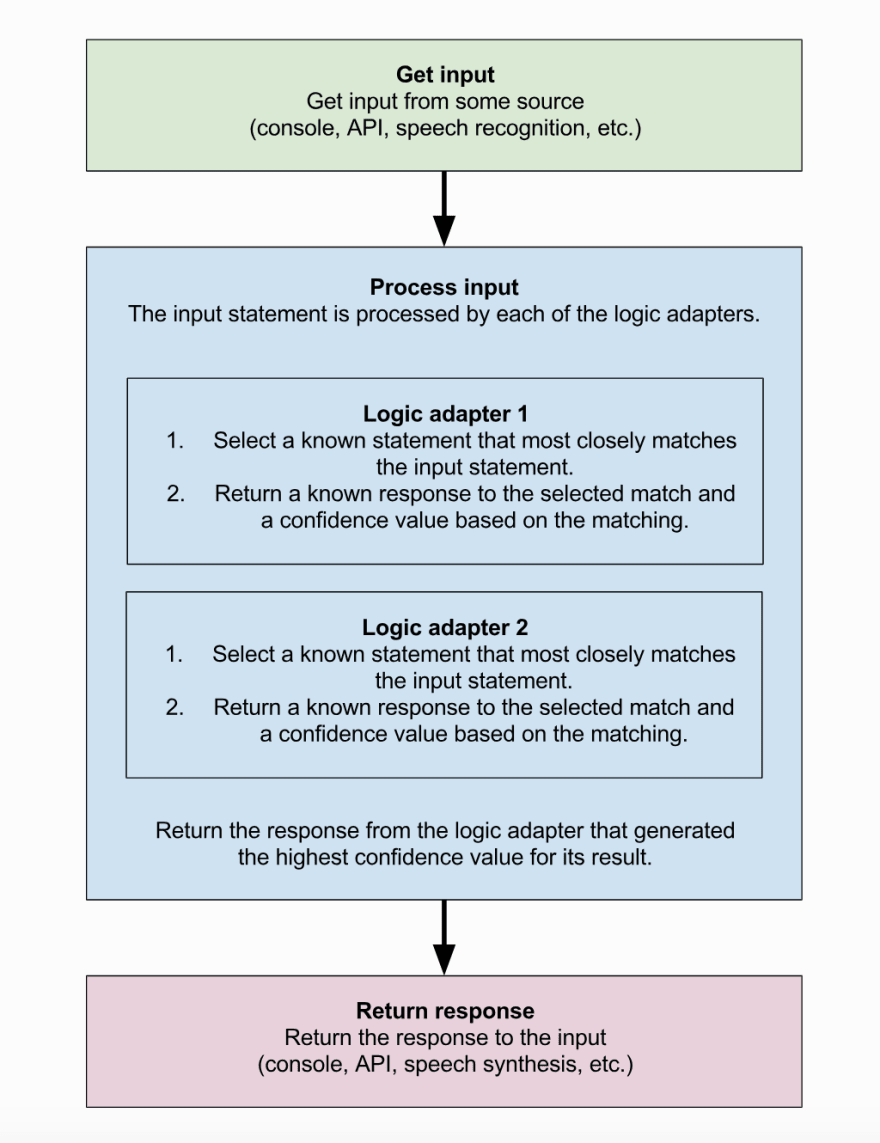 Get input
Get input from some source
(console, API, speech recognition, etc.)
Process input
The input statement is processed by each of the logic adapters.
Logic adapter 1
1. Select a known statement that most closely matches
the input statement.
2. Return a known response to the selected match and
a confidence value based on the matching.
Logic adapter 2
1. Select a known statement that most closely matches
the input statement.
2. Return a known response to the selected match and
a confidence value based on the matching.
Return the response from the logic adapter that generated
the highest confidence value for its result.
Return response
Return the response to the input
(console, API, speech synthesis, etc.)